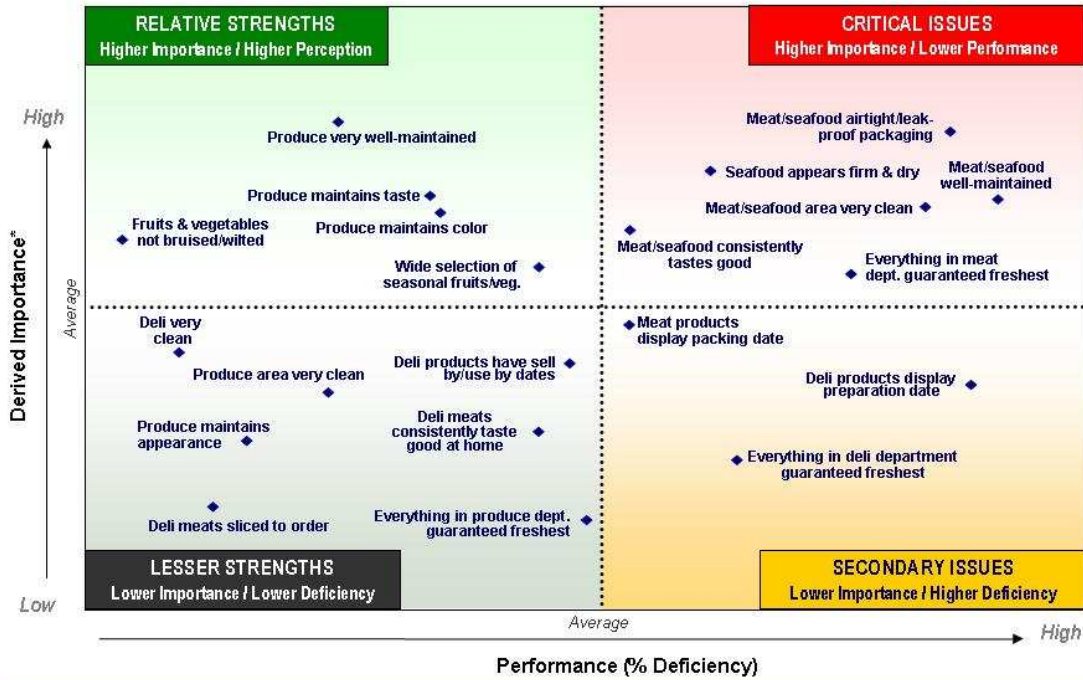 RELATIVE STRENGTHS
Higher Importance / Higher Perception
CRITICAL ISSUES
Higher Importance / Lower Performance
High
Produce very well-maintained
Meat/seafood airtight/leak-
proof packaging
Seafood appears firm & dry
Meat/seafood
well-maintained
Produce maintains taste
Meat/seafood area very clean
Produce maintains color
Fruits & vegetables
not bruised/wilted
Meat/seafood consistently
tastes good
Everything in meat
dept. guaranteed freshest
Wide selection of
seasonal fruits/veg.
Derived Importance*
Average
Deli very
clean
Meat products
display packing date
Produce area very clean
Deli products have sell
by/use by dates
Deli products display
preparation date
Produce maintains
appearance
Deli meats
consistently taste
good at home
Everything in deli department
guaranteed freshest
Deli meats sliced to order
Everything in produce dept.
guaranteed freshest
LESSER STRENGTHS
Lower Importance / Lower Deficiency
SECONDARY ISSUES
Lower Importance / Higher Deficiency
Low
Average
High
Performance (% Deficiency)